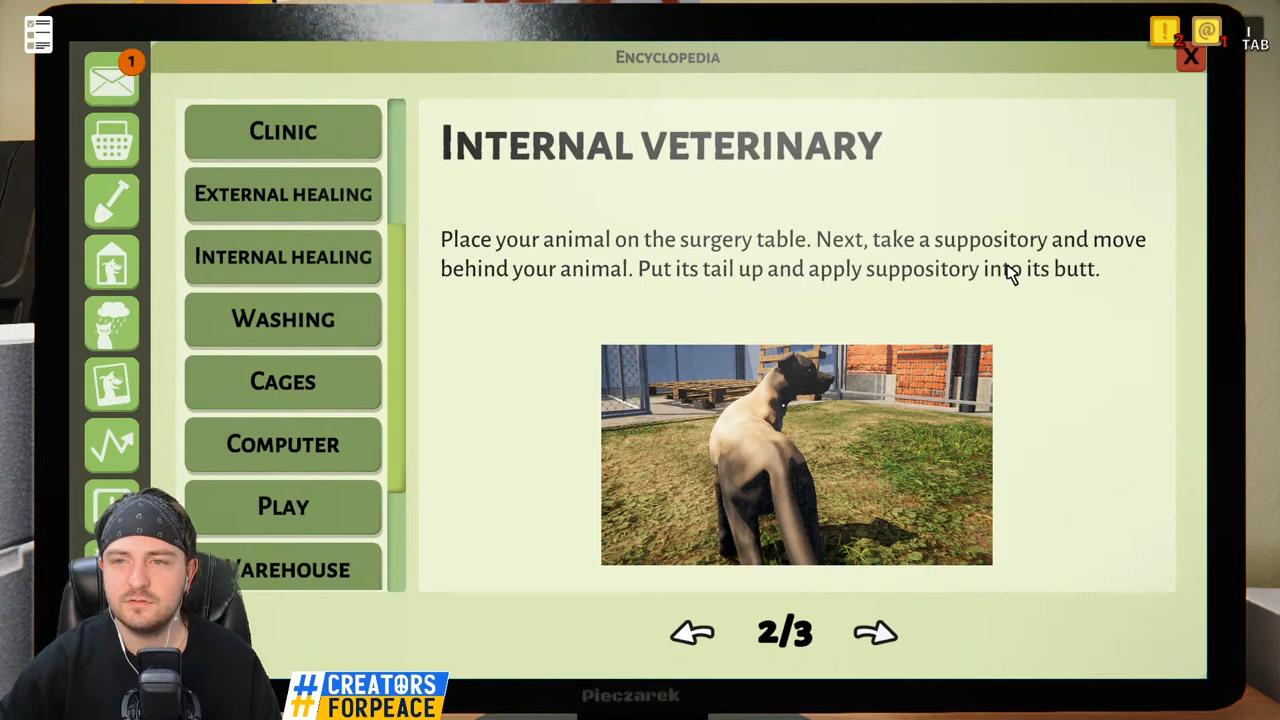 ENCYCLOPEDIA
2
@
1
I
TAB
X
1
CLINIC
EXTERNAL HEALING
INTERNAL HEALING
WASHING
CAGES
COMPUTER
PLAY
WAREHOUSE
INTERNAL VETERINARY
Place your animal on the surgery table. Next, take a suppository and move
behind your animal. Put its tail up and apply suppository into its butt.
2/3
Pieczarek
#CREATORS
#FORPEACE